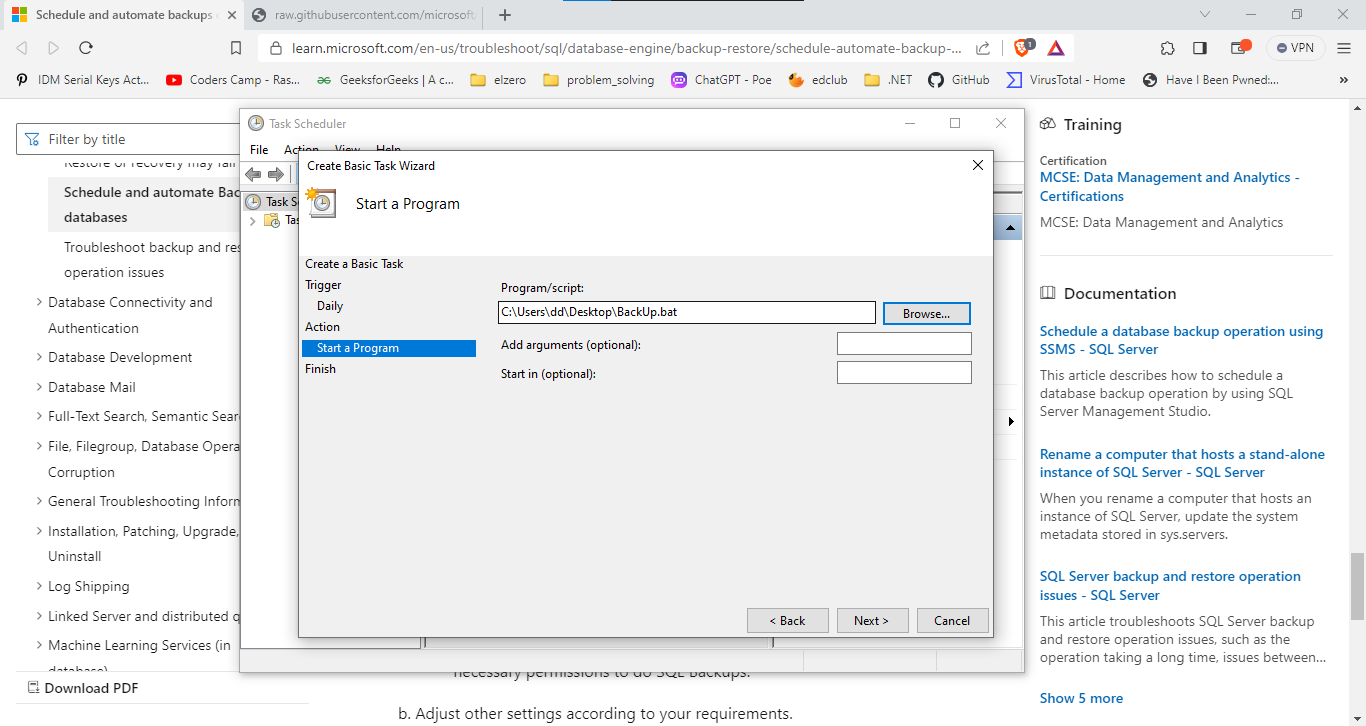 Schedule and automate backups
raw.githubusercontent.com/microsoft
learn.microsoft.com/en-us/troubleshoot/sql/database-engine/backup-restore/schedule-automate-backup-...
1
VPN
IDM Serial Keys Act...
Coders Camp - Ras...
GeeksforGeeks | A c...
elzero
problem_solving
ChatGPT - Poe
edclub
.NET
GitHub
VirusTotal - Home
Have I Been Pwned:...
»
Filter by title
Restore or recovery may fail
Schedule and automate Bac
databases
Troubleshoot backup and res
operation issues
Database Connectivity and
Authentication
Database Development
Database Mail
Full-Text Search, Semantic Sear
File, Filegroup, Database Opera
Corruption
General Troubleshooting Inforn
Installation, Patching, Upgrade,
Uninstall
Log Shipping
Linked Server and distributed q
Machine Learning Services (in
database)
Download PDF
Task Scheduler
File Action View Help
Task S
Tas
Create Basic Task Wizard
Start a Program
Create a Basic Task
Trigger
Daily
Action
Start a Program
Finish
Program/script:
C:\Users\dd\Desktop\BackUp.bat
Browse...
Add arguments (optional):
Start in (optional):
< Back
Next >
Cancel
necessary permissions to do SQL Backups.
b. Adjust other settings according to your requirements.
Training
Certification
MCSE: Data Management and Analytics -
Certifications
MCSE: Data Management and Analytics
Documentation
Schedule a database backup operation using
SSMS - SQL Server
This article describes how to schedule a
database backup operation by using SQL
Server Management Studio.
Rename a computer that hosts a stand-alone
instance of SQL Server - SQL Server
When you rename a computer that hosts an
instance of SQL Server, update the system
metadata stored in sys.servers.
SQL Server backup and restore operation
issues - SQL Server
This article troubleshoots SQL Server backup
and restore operation issues, such as the
operation taking a long time, issues between...
Show 5 more